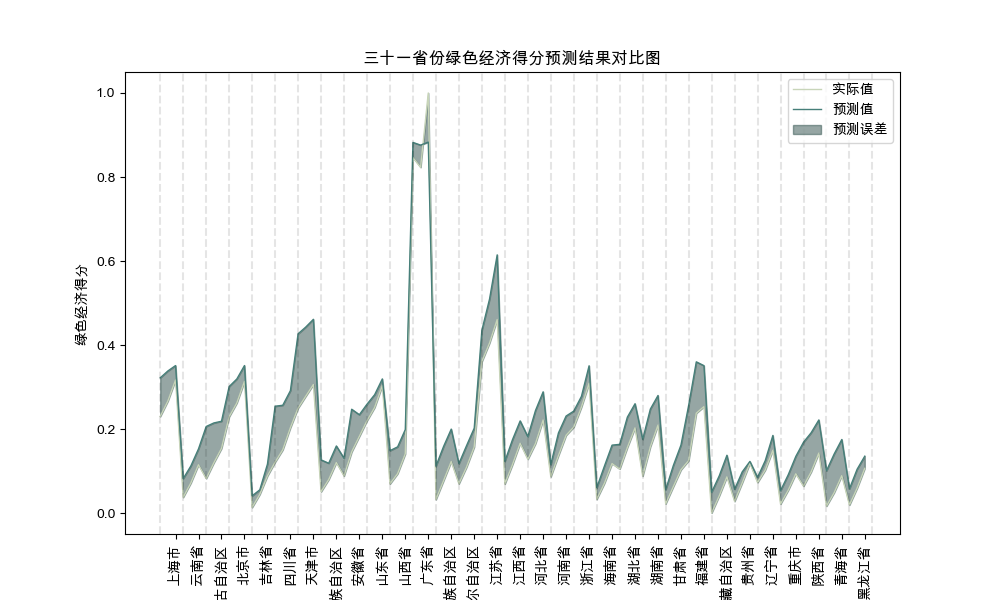 三十一省份绿色经济得分预测结果对比图
实际值
预测值
预测误差
绿色经济得分
1.0
0.8
0.6
0.4
0.2
0.0
上海市
云南省
古自治区
北京市
吉林省
四川省
天津市
族自治区
安徽省
山东省
山西省
广东省
族自治区
尔自治区
江苏省
江西省
河北省
河南省
浙江省
海南省
湖北省
湖南省
甘肃省
福建省
藏自治区
贵州省
辽宁省
重庆市
陕西省
青海省
黑龙江省